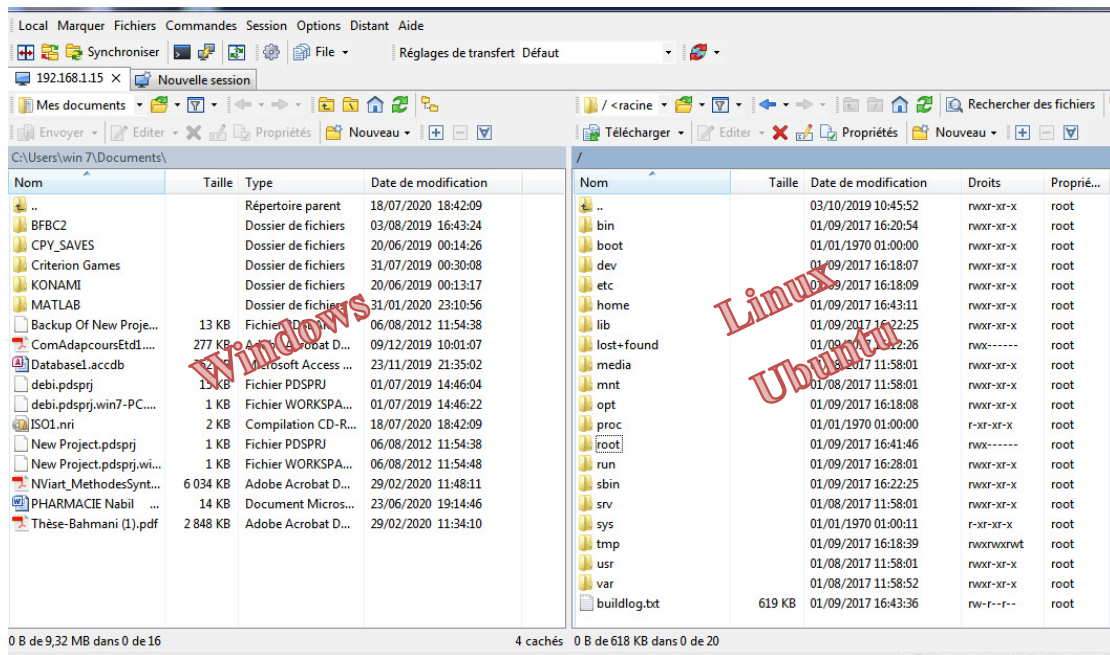 Local Marquer Fichiers Commandes Session Options Distant Aide
Synchroniser File Réglages de transfert Défaut
192.168.1.15 Nouvelle session
Mes documents / <racine Rechercher des fichiers
Envoyer Editer Propriétés Nouveau Télécharger Editer Propriétés Nouveau
C:\Users\win 7\Documents\ /
Nom Taille Type Date de modification Nom Taille Date de modification Droits Proprié...
.. Répertoire parent 18/07/2020 18:42:09 .. 03/10/2019 10:45:52 rwxr-xr-x root
BFBC2 Dossier de fichiers 03/08/2019 16:43:24 bin 01/09/2017 16:20:54 rwxr-xr-x root
CPY_SAVES Dossier de fichiers 20/06/2019 00:14:26 boot 01/01/1970 01:00:00 rwxr-xr-x root
Criterion Games Dossier de fichiers 31/07/2019 00:30:08 dev 01/09/2017 16:18:07 rwxr-xr-x root
KONAMI Dossier de fichiers 20/06/2019 00:13:17 etc 16:18:09 rwxr-xr-x root
MATLAB Dossier de fichiers 31/01/2020 23:10:56 home 01/09/2017 16:43:11 rwxr-xr-x root
Linux
Backup Of New Proje... 13 KB Fichier 06/08/2012 11:54:38 lib 01/09/2017 16:22:25 rwxr-xr-x root
Windows
ComAdapcoursEtd1.... 277 KB 09/12/2019 10:01:07 lost+found rwx------ root
Database1.accdb Microsoft Access ... 23/11/2019 21:35:02 media 11:58:01 rwxr-xr-x root
Ubuntu
debi.pdsprj Fichier PDSPRJ 01/07/2019 14:46:04 mnt 01/08/2017 11:58:01 rwxr-xr-x root
debi.pdsprj.win7-PC.... 1 KB Fichier WORKSPA... 01/07/2019 14:46:22 opt 01/09/2017 16:18:08 rwxr-xr-x root
ISO1.nri 2 KB Compilation CD-R... 18/07/2020 18:42:09 proc 01/01/1970 01:00:00 r-xr-xr-x root
New Project.pdsprj 1 KB Fichier PDSPRJ 06/08/2012 11:54:38 root 01/09/2017 16:41:46 rwx------ root
New Project.pdsprj.wi... 1 KB Fichier WORKSPA... 06/08/2012 11:54:48 run 01/09/2017 16:28:01 rwxr-xr-x root
NViart_MethodesSynt... 6 034 KB Adobe Acrobat D... 29/02/2020 11:48:11 sbin 01/09/2017 16:22:25 rwxr-xr-x root
PHARMACIE Nabil ... 14 KB Document Micros... 23/06/2020 19:14:46 srv 01/08/2017 11:58:01 rwxr-xr-x root
Thèse-Bahmani (1).pdf 2 848 KB Adobe Acrobat D... 29/02/2020 11:34:10 sys 01/01/1970 01:00:11 r-xr-xr-x root
tmp 01/09/2017 16:18:39 rwxrwxrwt root
usr 01/08/2017 11:58:01 rwxr-xr-x root
var 01/08/2017 11:58:52 rwxr-xr-x root
buildlog.txt 619 KB 01/09/2017 16:43:36 rw-r--r-- root
0 B de 9,32 MB dans 0 de 16 4 cachés 0 B de 618 KB dans 0 de 20